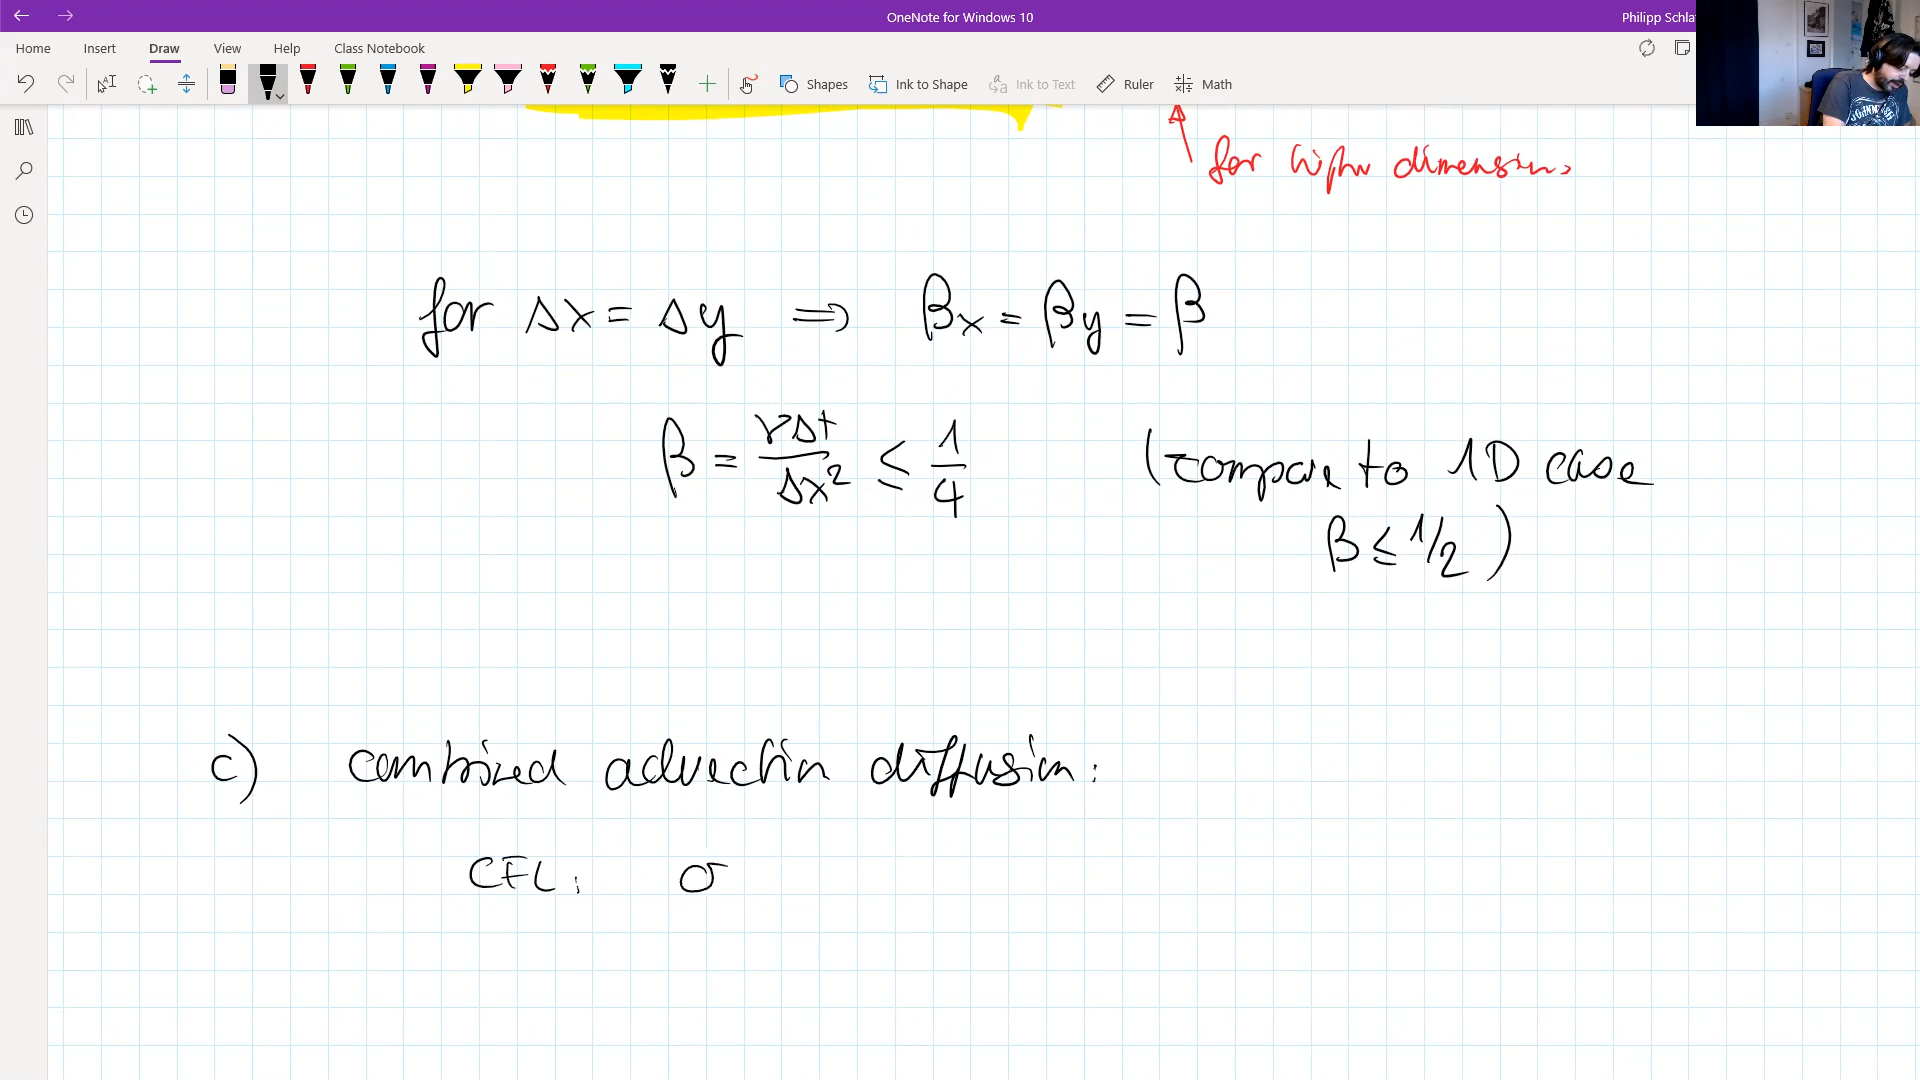 OneNote for Windows 10
Philipp Schla
Home Insert Draw View Help Class Notebook
Shapes Ink to Shape Ink to Text Ruler Math
for higher dimensions
for Δx = Δy ⇒ βx = βy = β
β = νΔt/Δx² ≤ 1/4 (compare to 1D case
β ≤ 1/2 )
c) combined advection diffusion:
CFL: σ